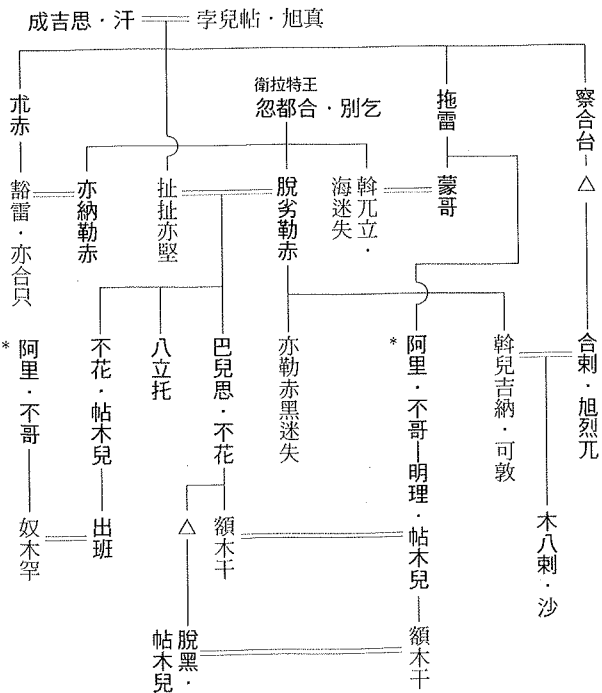 成吉思・汗 孛兒帖・旭真
衛拉特王
忽都合・別乞
朮赤
拖雷
察合台
△
豁雷・亦合只
亦納勒赤
扯扯亦堅
脫劣勒赤
斡兀立・
海迷失
蒙哥
*
阿里・不哥
不花・帖木兒
八立托
巴兒思・不花
亦勒赤黑迷失
*
阿里・不哥
明理・帖木兒
斡兒吉納・可敦
合剌・旭烈兀
奴木罕
出班
△
額木干
木八剌・沙
脫黑・
帖木兒
額木干